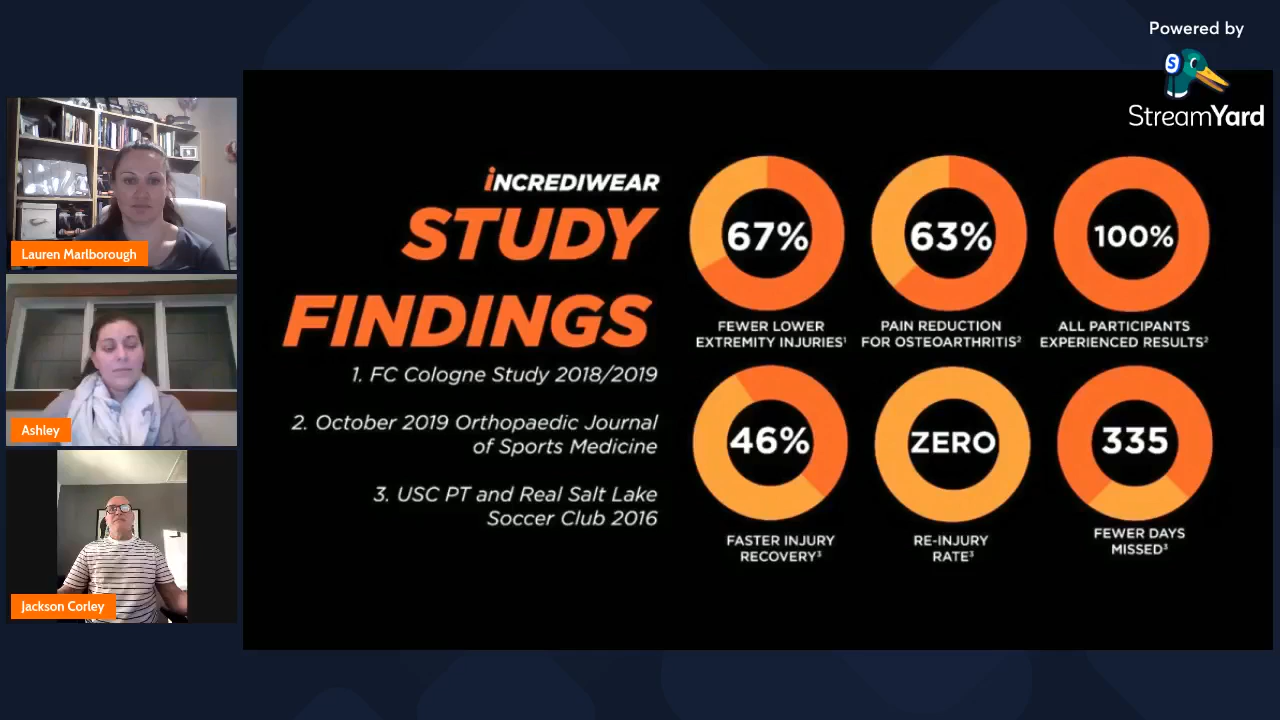 Powered by
S
StreamYard
Lauren Marlborough
Ashley
Jackson Corley
iNCREDIWEAR
STUDY
FINDINGS
1. FC Cologne Study 2018/2019
2. October 2019 Orthopaedic Journal
of Sports Medicine
3. USC PT and Real Salt Lake
Soccer Club 2016
67%
FEWER LOWER
EXTREMITY INJURIES¹
63%
PAIN REDUCTION
FOR OSTEOARTHRITIS²
100%
ALL PARTICIPANTS
EXPERIENCED RESULTS²
46%
FASTER INJURY
RECOVERY³
ZERO
RE-INJURY
RATE³
335
FEWER DAYS
MISSED³